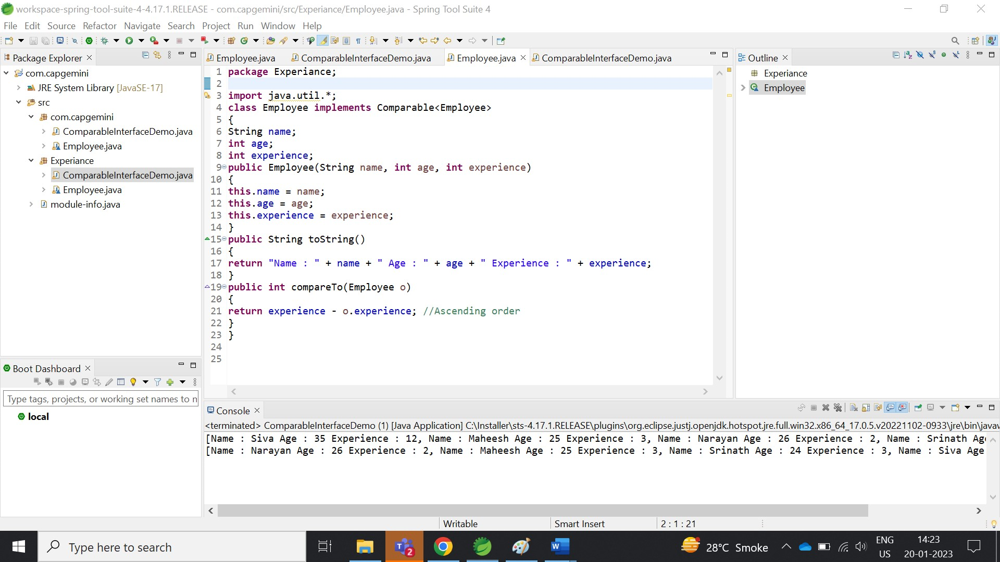 workspace-spring-tool-suite-4-4.17.1.RELEASE - com.capgemini/src/Experiance/Employee.java - Spring Tool Suite 4
File Edit Source Refactor Navigate Search Project Run Window Help
Package Explorer
com.capgemini
JRE System Library [JavaSE-17]
src
com.capgemini
ComparableInterfaceDemo.java
Employee.java
Experiance
ComparableInterfaceDemo.java
Employee.java
module-info.java
Boot Dashboard
Type tags, projects, or working set names to n
local
Employee.java ComparableInterfaceDemo.java Employee.java ComparableInterfaceDemo.java
1 package Experiance;
2
3 import java.util.*;
4 class Employee implements Comparable<Employee>
5 {
6 String name;
7 int age;
8 int experience;
9 public Employee(String name, int age, int experience)
10 {
11 this.name = name;
12 this.age = age;
13 this.experience = experience;
14 }
15 public String toString()
16 {
17 return "Name : " + name + " Age : " + age + " Experience : " + experience;
18 }
19 public int compareTo(Employee o)
20 {
21 return experience - o.experience; //Ascending order
22 }
23 }
24
25
Outline
Experiance
Employee
Console
<terminated> ComparableInterfaceDemo (1) [Java Application] C:\Installer\sts-4.17.1.RELEASE\plugins\org.eclipse.justj.openjdk.hotspot.jre.full.win32.x86_64_17.0.5.v20221102-0933\jre\bin\javaw
[Name : Siva Age : 35 Experience : 12, Name : Maheesh Age : 25 Experience : 3, Name : Narayan Age : 26 Experience : 2, Name : Srinath Age
[Name : Narayan Age : 26 Experience : 2, Name : Maheesh Age : 25 Experience : 3, Name : Srinath Age : 24 Experience : 3, Name : Siva Age
Writable Smart Insert 2 : 1 : 21
Type here to search
2
W
28°C Smoke
ENG
US
14:23
20-01-2023